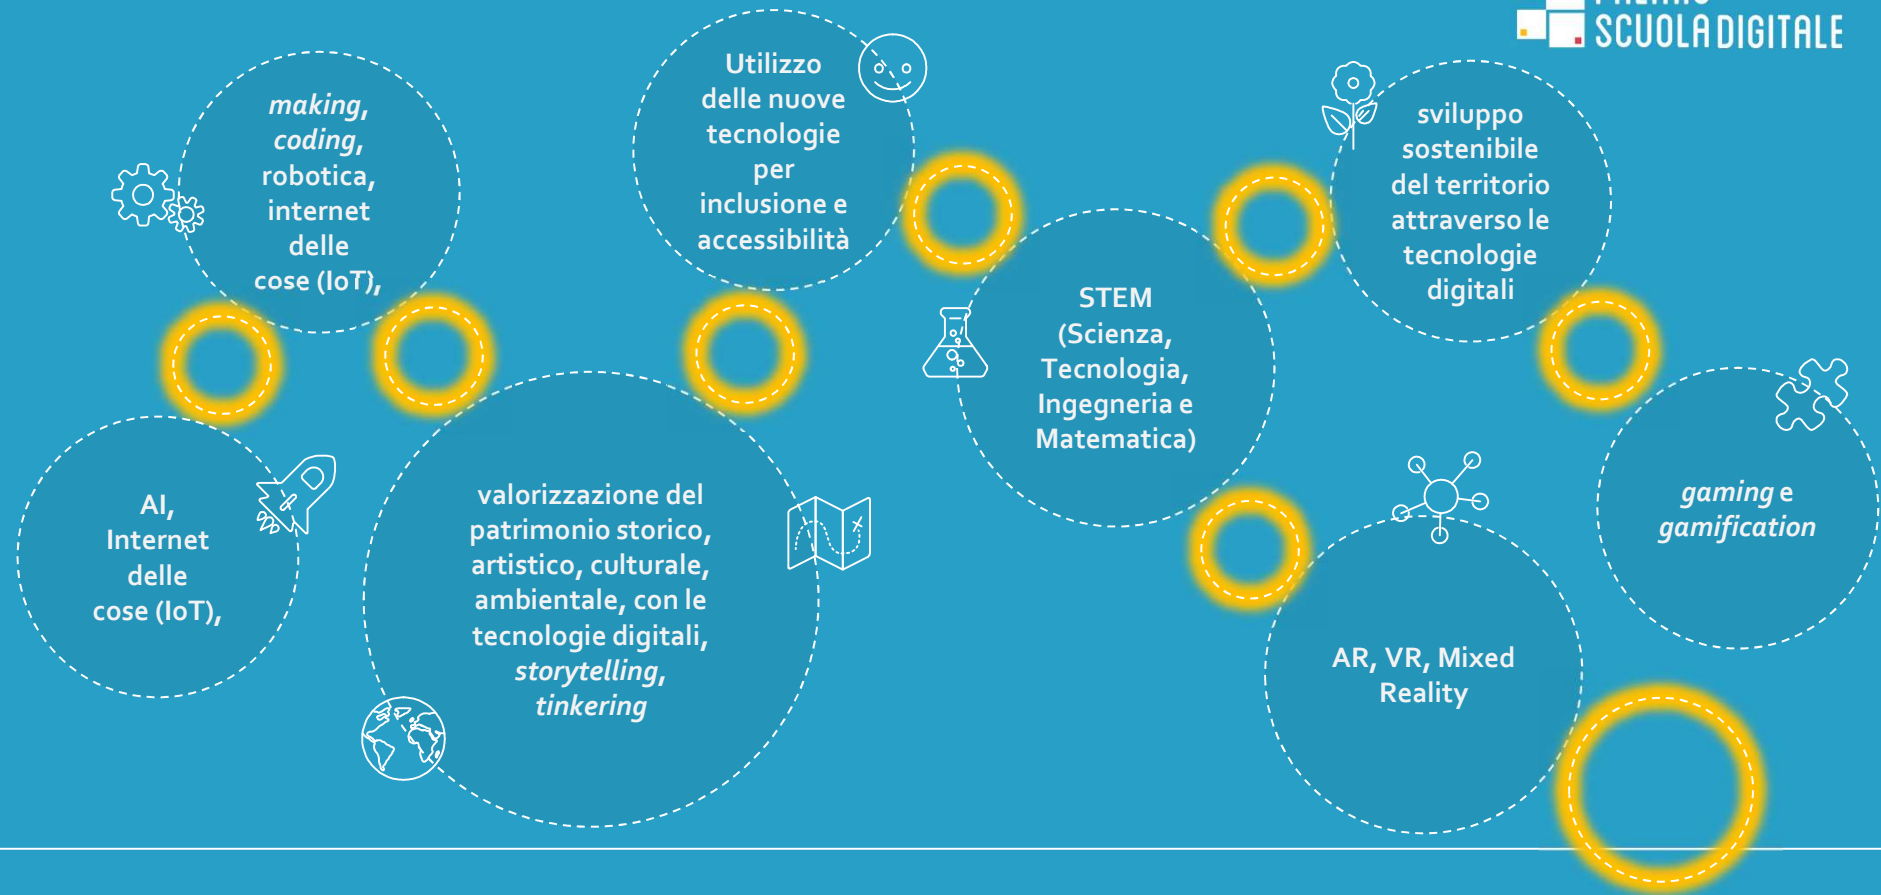 SCUOLA DIGITALE
making,
coding,
robotica,
internet
delle
cose (IoT),
Utilizzo
delle nuove
tecnologie
per
inclusione e
accessibilità
sviluppo
sostenibile
del territorio
attraverso le
tecnologie
digitali
STEM
(Scienza,
Tecnologia,
Ingegneria e
Matematica)
AI,
Internet
delle
cose (IoT),
valorizzazione del
patrimonio storico,
artistico, culturale,
ambientale, con le
tecnologie digitali,
storytelling,
tinkering
gaming e
gamification
AR, VR, Mixed
Reality